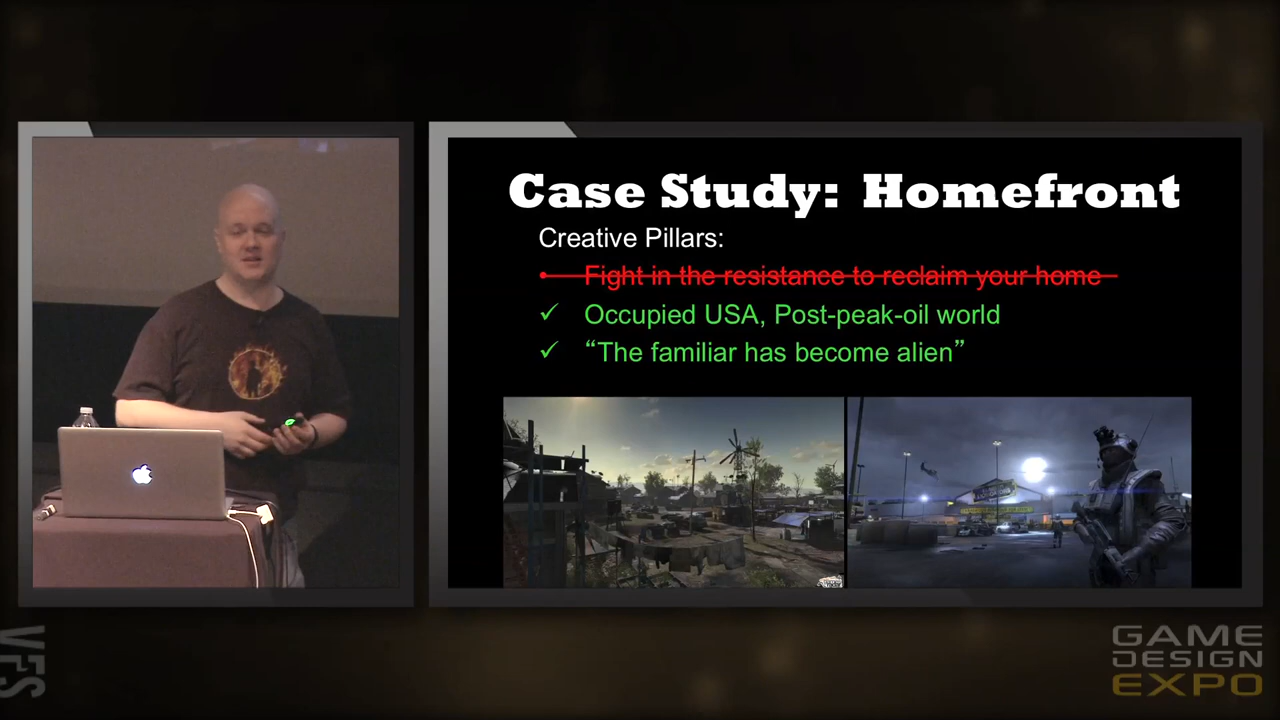 Case Study: Homefront
Creative Pillars:
• Fight in the resistance to reclaim your home
✓ Occupied USA, Post-peak-oil world
✓ “The familiar has become alien”
VFS
GAME
DESIGN
EXPO